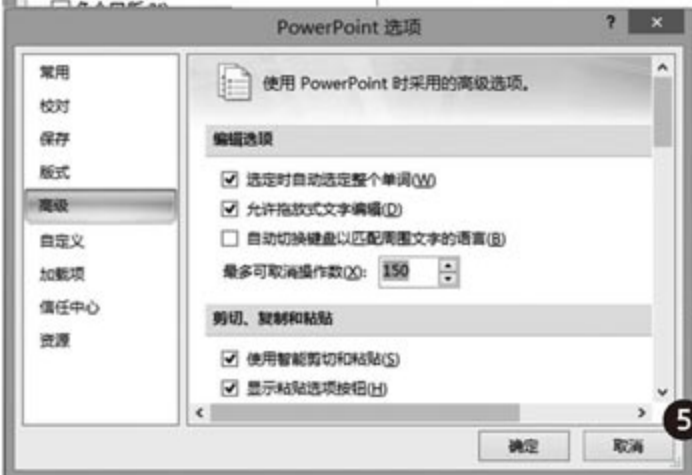 PowerPoint 选项
?
×
常用
校对
保存
版式
高级
自定义
加载项
信任中心
资源
使用 PowerPoint 时采用的高级选项。
编辑选项
选定时自动选定整个单词(W)
允许拖放式文字编辑(D)
自动切换键盘以匹配周围文字的语言(B)
最多可取消操作数(X): 150
剪切、复制和粘贴
使用智能剪切和粘贴(S)
显示粘贴选项按钮(H)
5
确定
取消